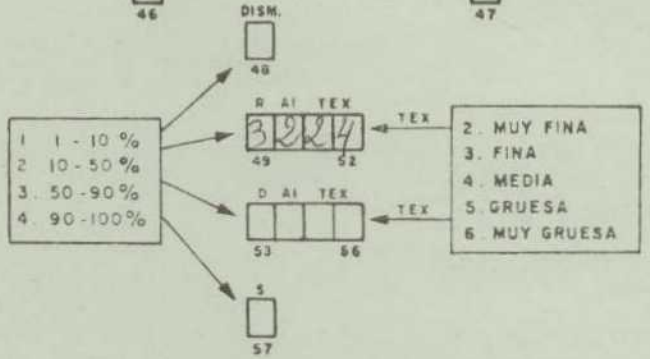 46 47
DISM.
48
R AI TEX
3 2 2 4
49 52
TEX
1 1 - 10 %
2 10 - 50 %
3. 50 - 90 %
4. 90 - 100%
2. MUY FINA
3. FINA
4. MEDIA
5. GRUESA
6. MUY GRUESA
D AI TEX
TEX
53 56
S
57